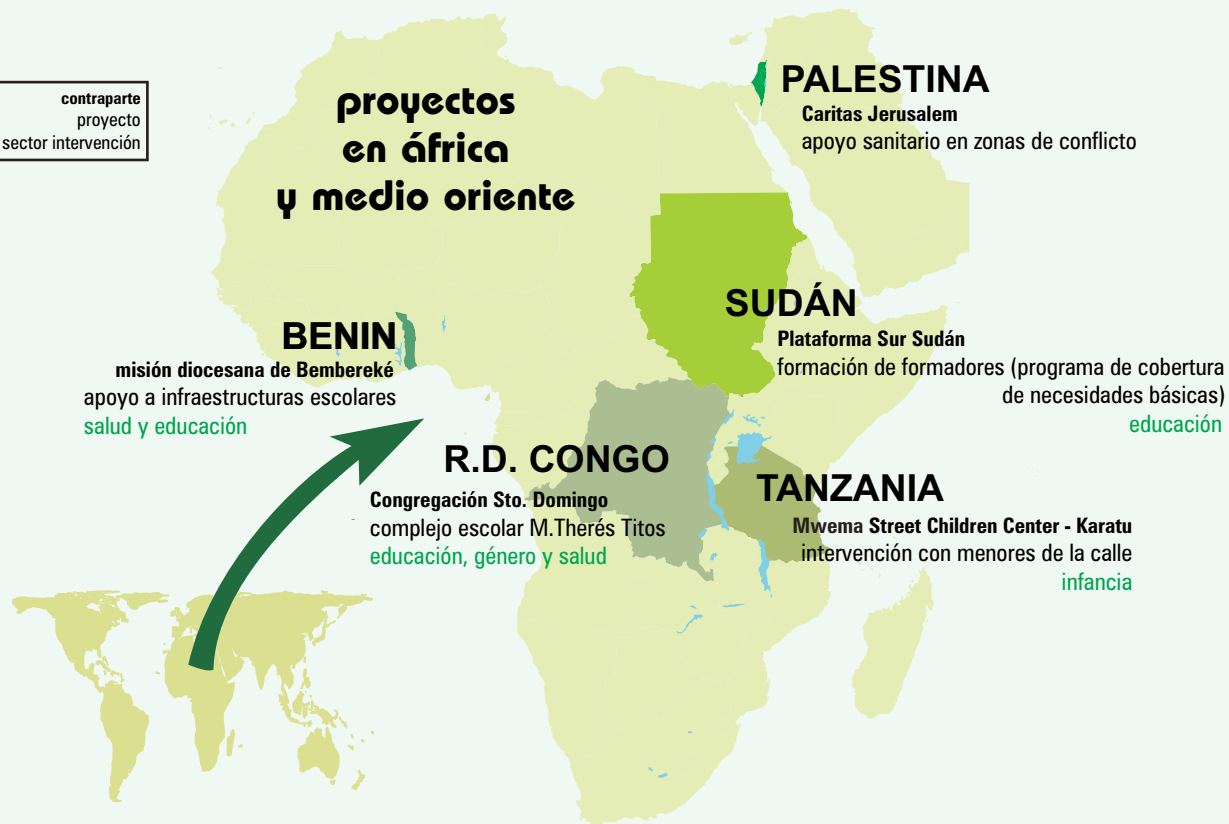 contraparte
proyecto
sector intervención
proyectos
en áfrica
y medio oriente
PALESTINA
Caritas Jerusalem
apoyo sanitario en zonas de conflicto
SUDÁN
Plataforma Sur Sudán
formación de formadores (programa de cobertura
de necesidades básicas)
educación
BENIN
misión diocesana de Bembereké
apoyo a infraestructuras escolares
salud y educación
R.D. CONGO
Congregación Sto. Domingo
complejo escolar M.Therés Titos
educación, género y salud
TANZANIA
Mwema Street Children Center - Karatu
intervención con menores de la calle
infancia